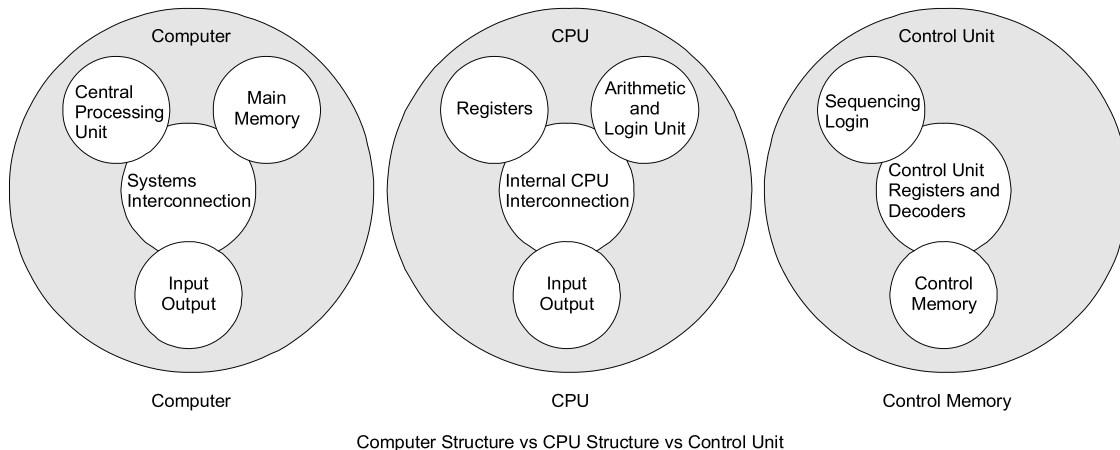 Computer
Central
Processing
Unit
Main
Memory
Systems
Interconnection
Input
Output
Computer
CPU
Registers
Arithmetic
and
Login Unit
Internal CPU
Interconnection
Input
Output
CPU
Control Unit
Sequencing
Login
Control Unit
Registers and
Decoders
Control
Memory
Control Memory
Computer Structure vs CPU Structure vs Control Unit